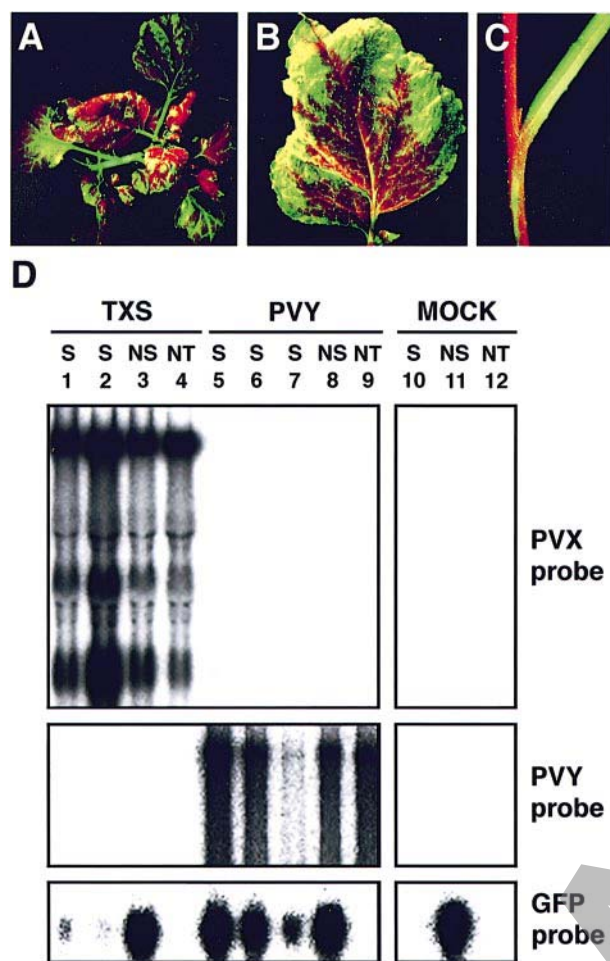 A B C
D
TXS PVY MOCK
S S NS NT S S S NS NT S NS NT
1 2 3 4 5 6 7 8 9 10 11 12
PVX
probe
PVY
probe
GFP
probe